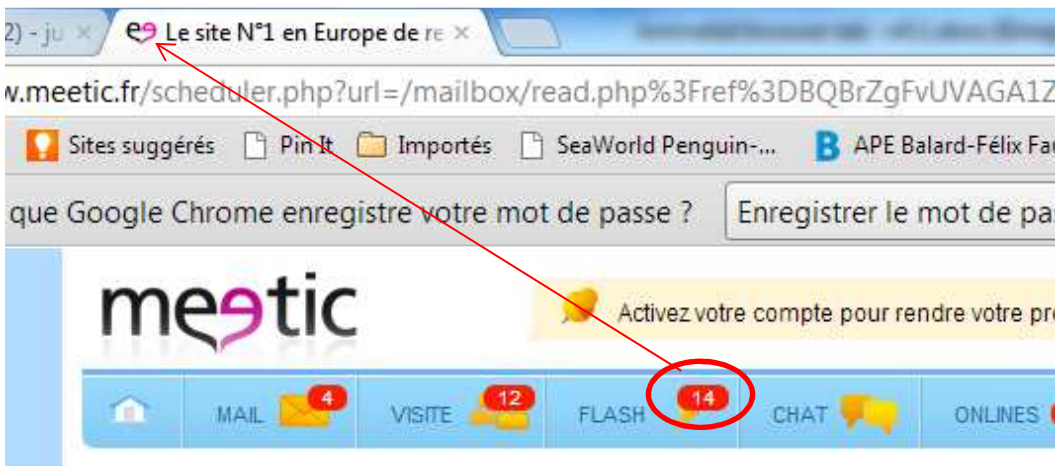 2) - ju
Le site N°1 en Europe de re
w.meetic.fr/scheduler.php?url=/mailbox/read.php%3Fref%3DBQBrZgFvUVAGA1Z
Sites suggérés Pin It Importés SeaWorld Penguin-... B APE Balard-Félix Fau
que Google Chrome enregistre votre mot de passe ? Enregistrer le mot de pa
meetic
Activez votre compte pour rendre votre pr
MAIL 4 VISITE 12 FLASH 14 CHAT ONLINES